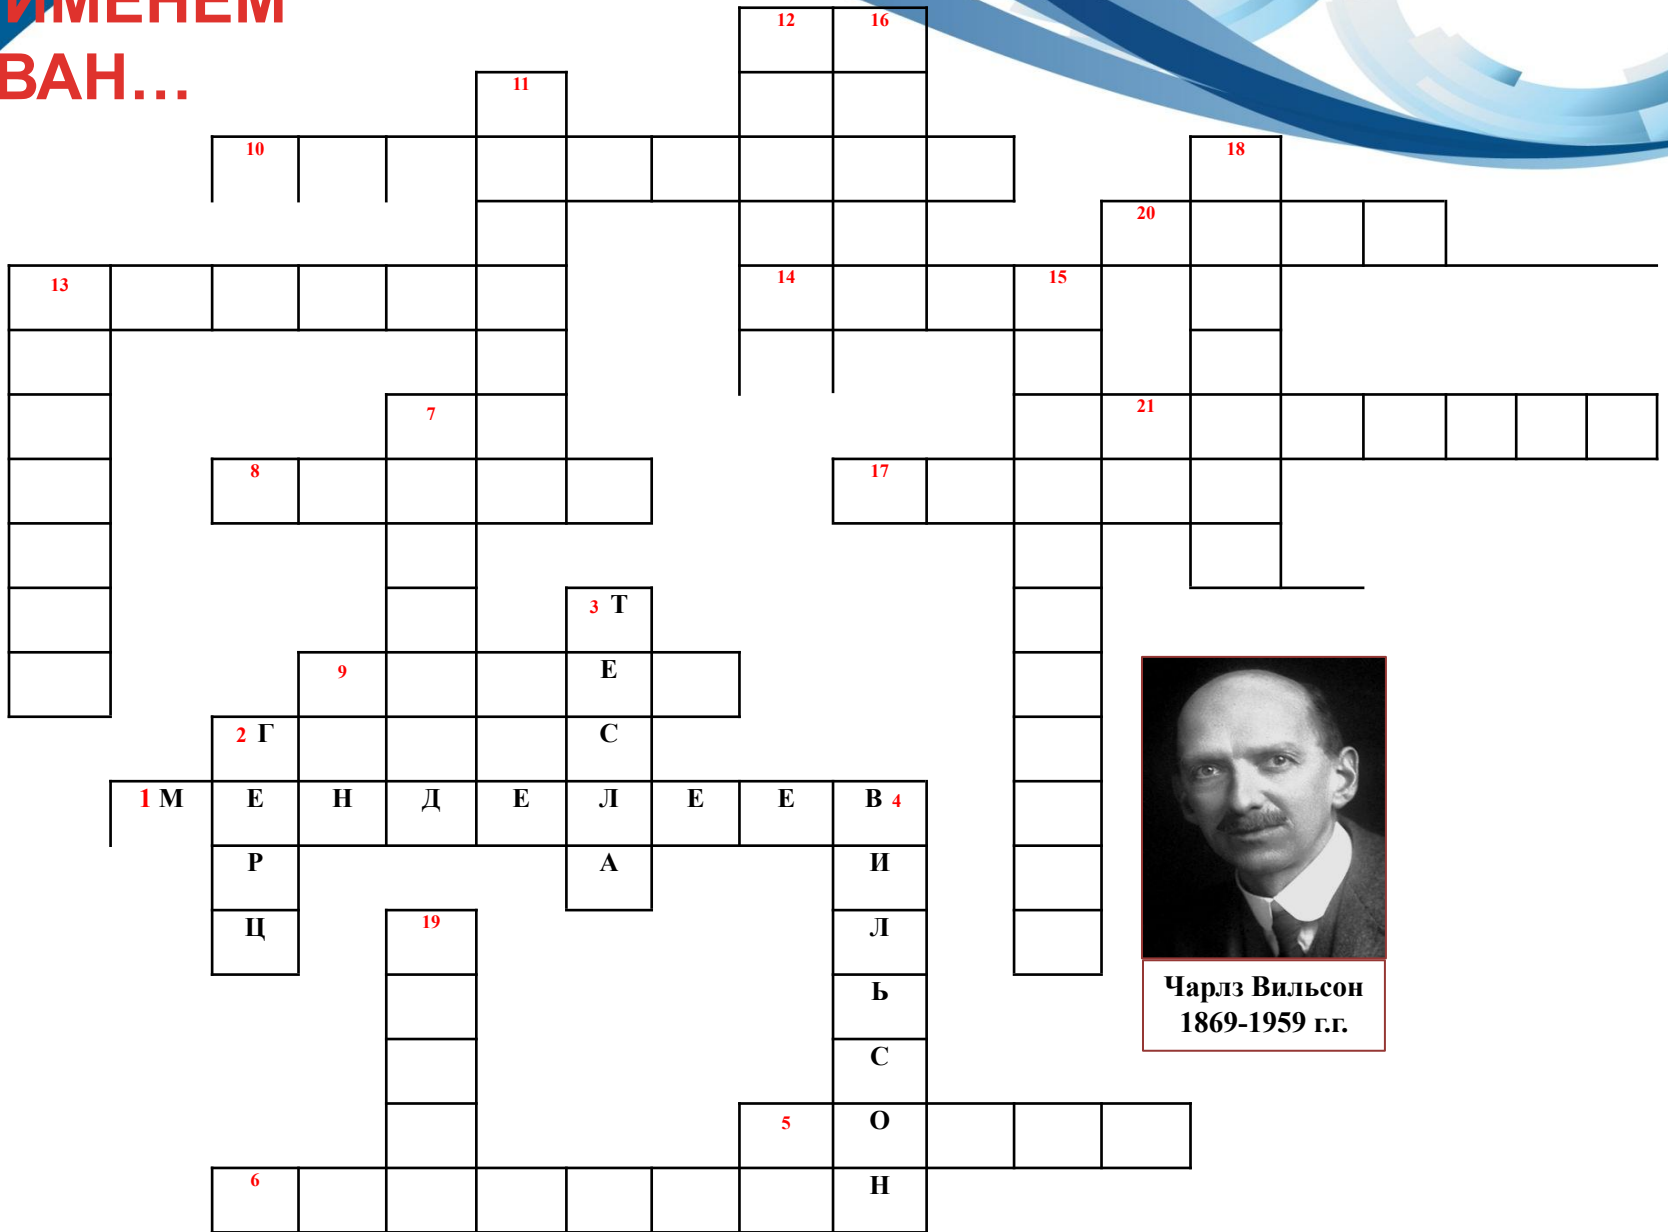 ИМЕНЕМ
ВАН...
12 16
11
10 18
20
13 14 15
7 21
8 17
3 Т
9 Е
2 Г С
1 М Е Н Д Е Л Е Е В 4
Р А И
Ц 19 Л
Ь
С
5 О
6 Н
Чарлз Вильсон
1869-1959 г.г.